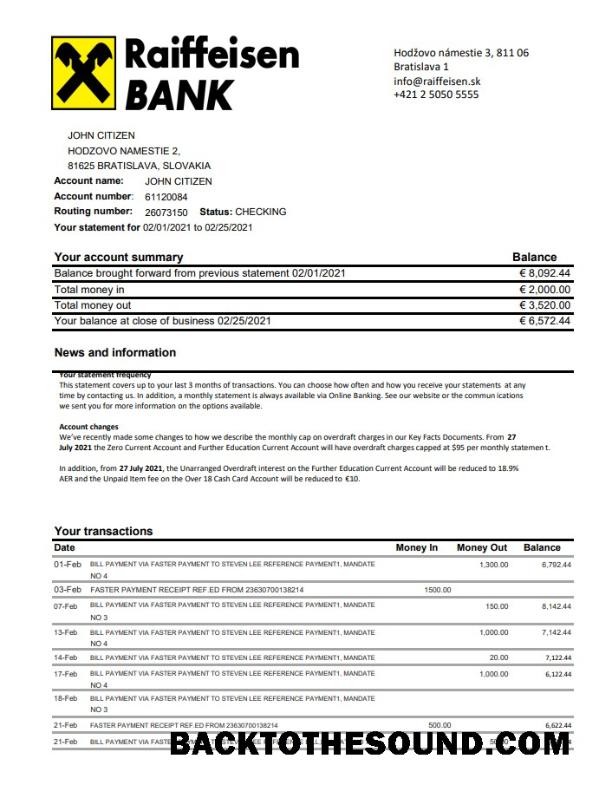 Raiffeisen
BANK
Hodžovo námestie 3, 811 06
Bratislava 1
info@raiffeisen.sk
+421 2 5050 5555
JOHN CITIZEN
HODZOVO NAMESTIE 2,
81625 BRATISLAVA, SLOVAKIA
Account name: JOHN CITIZEN
Account number: 61120084
Routing number: 26073150 Status: CHECKING
Your statement for 02/01/2021 to 02/25/2021
Your account summary Balance
Balance brought forward from previous statement 02/01/2021 € 8,092.44
Total money in € 2,000.00
Total money out € 3,520.00
Your balance at close of business 02/25/2021 € 6,572.44
News and information
Your statement frequency
This statement covers up to your last 3 months of transactions. You can choose how often and how you receive your statements at any
time by contacting us. In addition, a monthly statement is always available via Online Banking. See our website or the commun ications
we sent you for more information on the options available.
Account changes
We've recently made some changes to how we describe the monthly cap on overdraft charges in our Key Facts Documents. From 27
July 2021 the Zero Current Account and Further Education Current Account will have overdraft charges capped at $95 per monthly statemen t.
In addition, from 27 July 2021, the Unarranged Overdraft interest on the Further Education Current Account will be reduced to 18.9%
AER and the Unpaid Item fee on the Over 18 Cash Card Account will be reduced to €10.
Your transactions
Date Money In Money Out Balance
01-Feb BILL PAYMENT VIA FASTER PAYMENT TO STEVEN LEE REFERENCE PAYMENT1, MANDATE 1,300.00 6,792.44
NO 4
03-Feb FASTER PAYMENT RECEIPT REF.ED FROM 23630700138214 1500.00
07-Feb BILL PAYMENT VIA FASTER PAYMENT TO STEVEN LEE REFERENCE PAYMENT1, MANDATE 150.00 8,142.44
NO 3
13-Feb BILL PAYMENT VIA FASTER PAYMENT TO STEVEN LEE REFERENCE PAYMENT1, MANDATE 1,000.00 7,142.44
NO 4
14-Feb BILL PAYMENT VIA FASTER PAYMENT TO STEVEN LEE REFERENCE PAYMENT1, MANDATE 20.00 7,122.44
17-Feb BILL PAYMENT VIA FASTER PAYMENT TO STEVEN LEE REFERENCE PAYMENT1, MANDATE 1,000.00 6,122.44
NO 4
18-Feb BILL PAYMENT VIA FASTER PAYMENT TO STEVEN LEE REFERENCE PAYMENT1, MANDATE
NO 3
21-Feb FASTER PAYMENT RECEIPT REF.ED FROM 23630700138214 500.00 6,622.44
21-Feb BILL PAYMENT VIA
BACKTOTHESOUND.COM